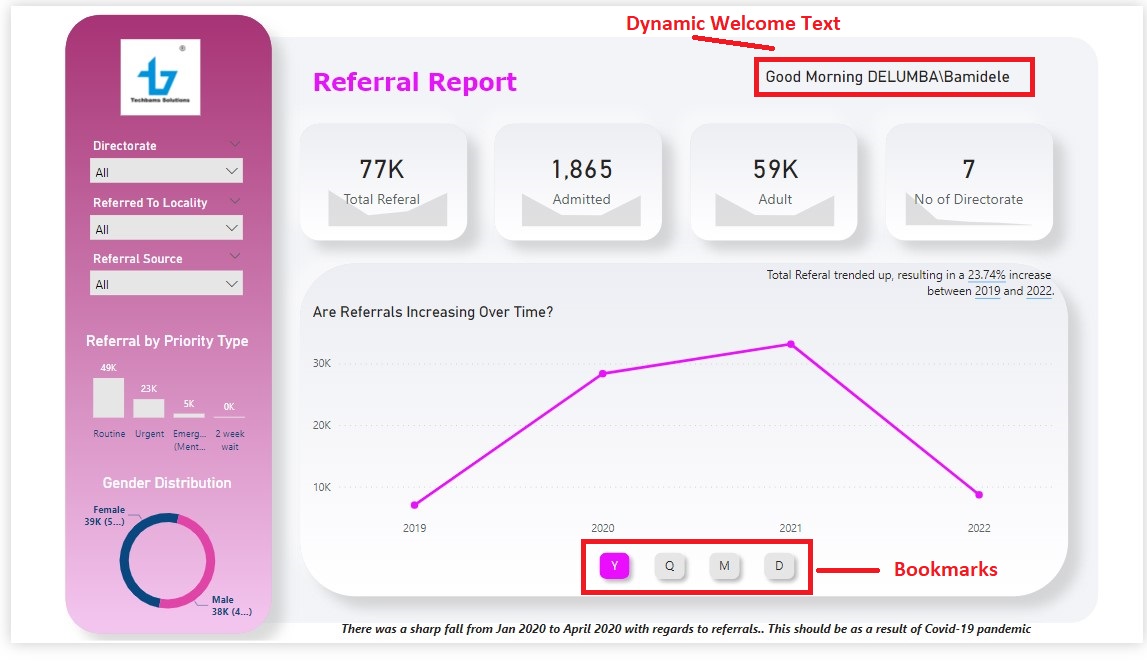 Dynamic Welcome Text
Good Morning DELUMBA\Bamidele
Techbams Solutions
Referral Report
Directorate
All
Referred To Locality
All
Referral Source
All
77K
Total Referal
1,865
Admitted
59K
Adult
7
No of Directorate
Referral by Priority Type
49K
23K
5K
0K
Routine
Urgent
Emerg...
(Ment...
2 week
wait
Gender Distribution
Female
39K (5...)
Male
38K (4...)
Total Referal trended up, resulting in a 23.74% increase
between 2019 and 2022.
Are Referrals Increasing Over Time?
30K
20K
10K
2019
2020
2021
2022
Y
Q
M
D
Bookmarks
There was a sharp fall from Jan 2020 to April 2020 with regards to referrals.. This should be as a result of Covid-19 pandemic